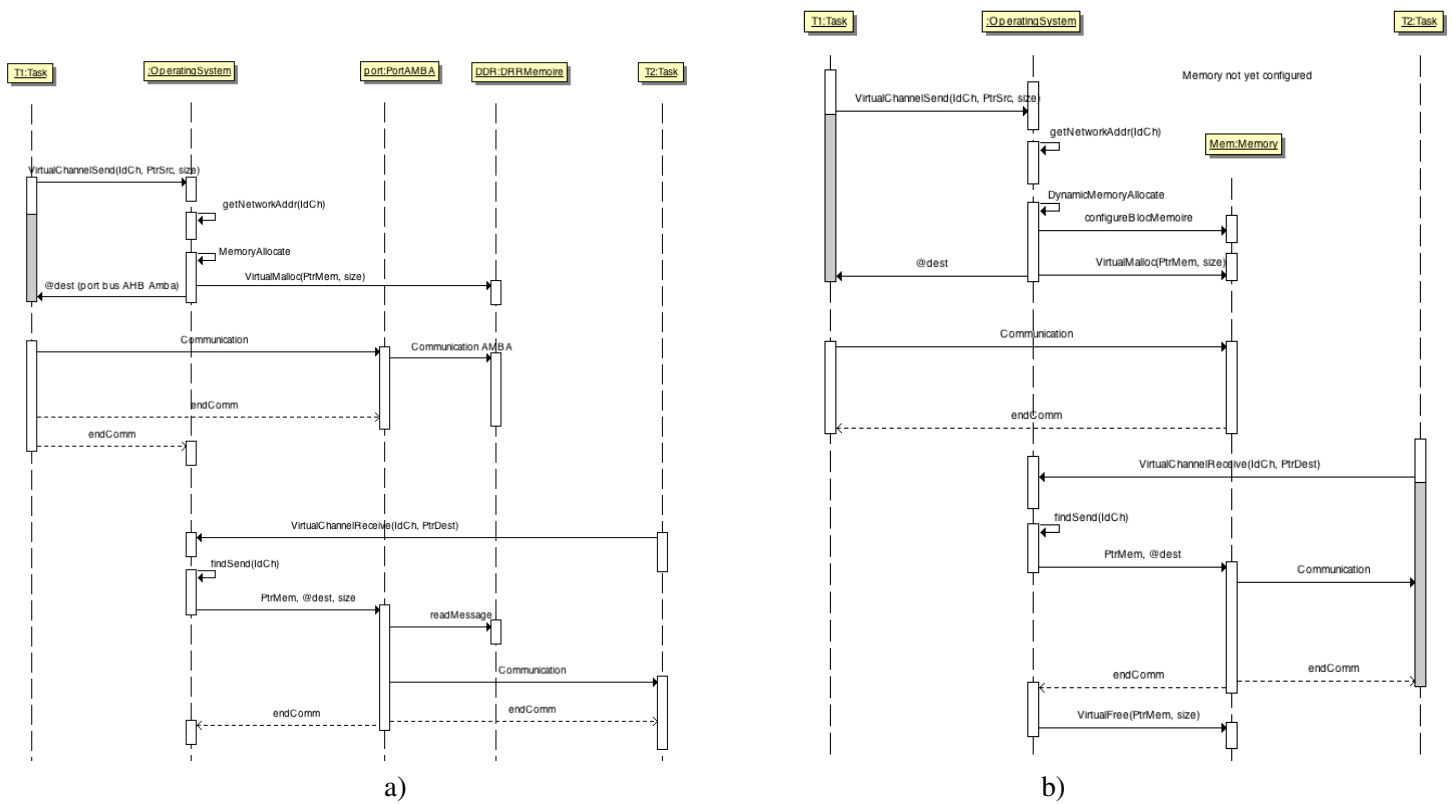 T1:Task
:OperatingSystem
port:PortAMBA
DDR:DRRMemoire
T2:Task
VirtualChannelSend(IdCh, PtrSrc, size)
getNetworkAddr(IdCh)
MemoryAllocate
VirtualMalloc(PtrMem, size)
@dest (port bus AHB Amba)
Communication
Communication AMBA
endComm
endComm
VirtualChannelReceive(IdCh, PtrDest)
findSend(IdCh)
PtrMem, @dest, size
readMessage
Communication
endComm
endComm
a)
T1:Task
:OperatingSystem
T2:Task
Memory not yet configured
VirtualChannelSend(IdCh, PtrSrc, size)
getNetworkAddr(IdCh)
Mem:Memory
DynamicMemoryAllocate
configureBlocMemoire
@dest
VirtualMalloc(PtrMem, size)
Communication
endComm
VirtualChannelReceive(IdCh, PtrDest)
findSend(IdCh)
PtrMem, @dest
Communication
endComm
endComm
VirtualFree(PtrMem, size)
b)